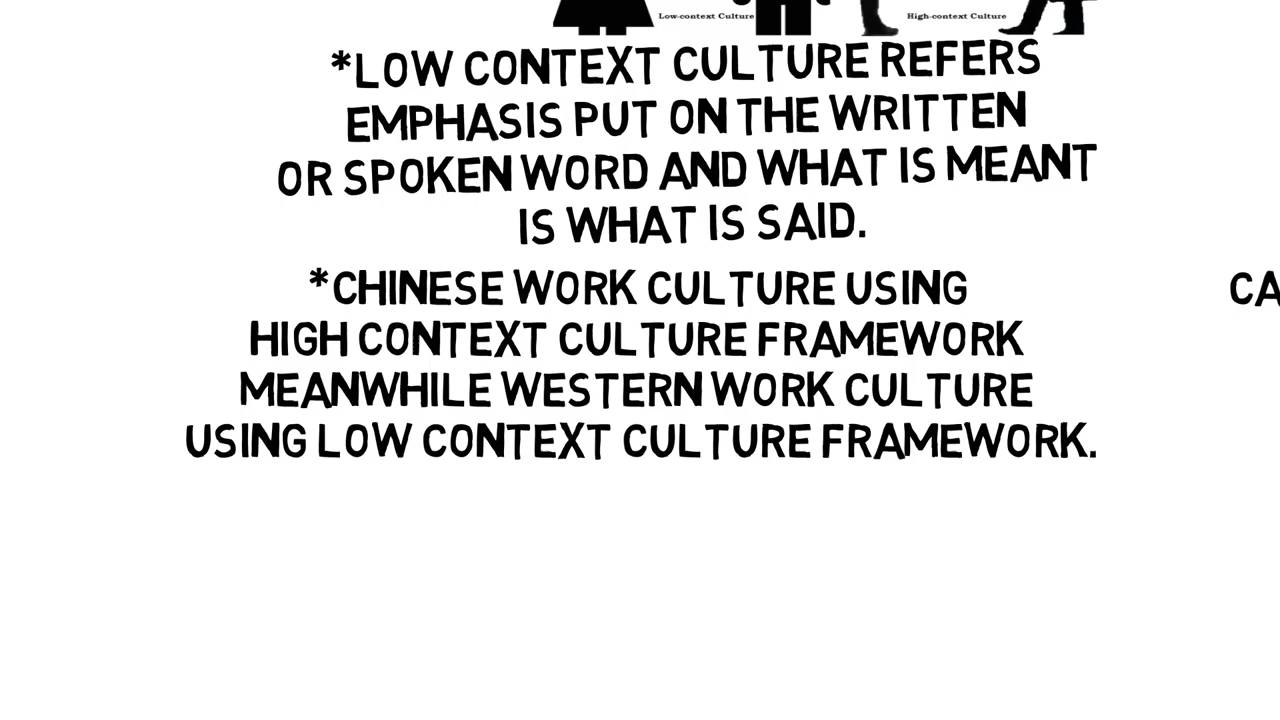 Low-context Culture High-context Culture
*LOW CONTEXT CULTURE REFERS
EMPHASIS PUT ON THE WRITTEN
OR SPOKEN WORD AND WHAT IS MEANT
IS WHAT IS SAID.
*CHINESE WORK CULTURE USING
HIGH CONTEXT CULTURE FRAMEWORK
MEANWHILE WESTERN WORK CULTURE
USING LOW CONTEXT CULTURE FRAMEWORK.